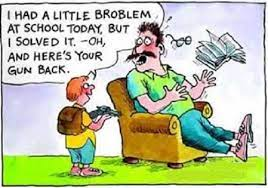 I HAD A LITTLE BROBLEM
AT SCHOOL TODAY, BUT
I SOLVED IT. -OH,
AND HERE'S YOUR
GUN BACK.